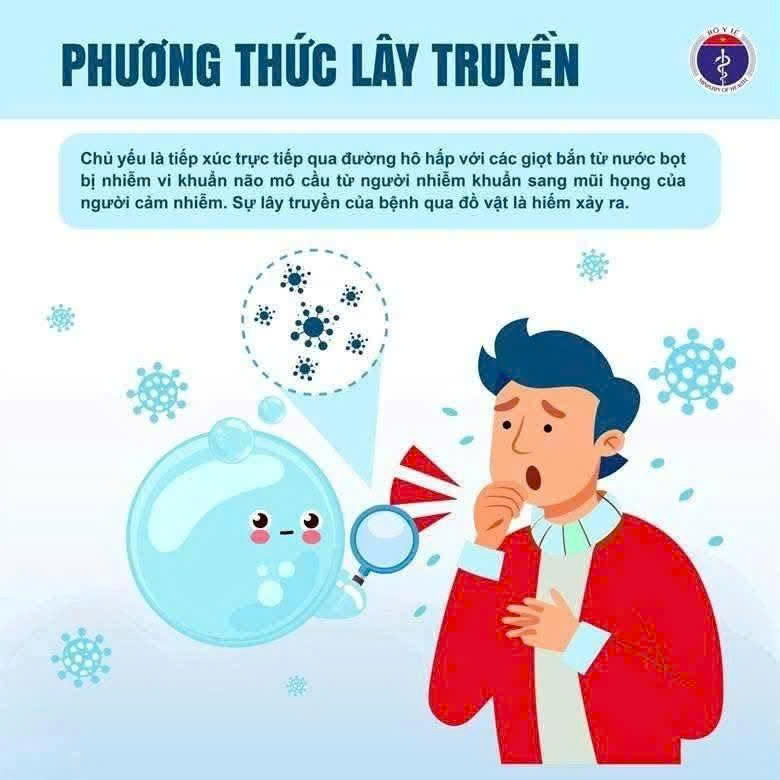 PHƯƠNG THỨC LÂY TRUYỀN
BỘ Y TẾ
MINISTRY OF HEALTH
Chủ yếu là tiếp xúc trực tiếp qua đường hô hấp với các giọt bắn từ nước bọt
bị nhiễm vi khuẩn não mô cầu từ người nhiễm khuẩn sang mũi họng của
người cảm nhiễm. Sự lây truyền của bệnh qua đồ vật là hiếm xảy ra.